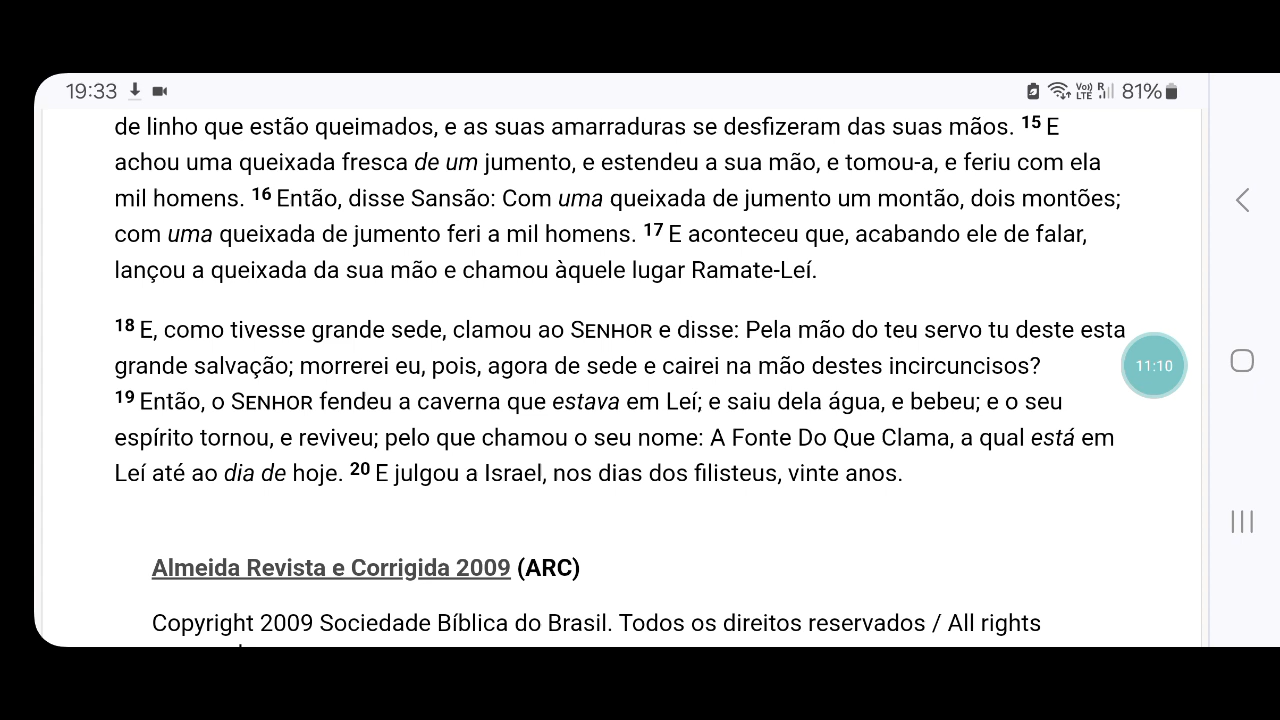 19:33
Vo)) LTE R 81%
de linho que estão queimados, e as suas amarraduras se desfizeram das suas mãos. 15 E
achou uma queixada fresca de um jumento, e estendeu a sua mão, e tomou-a, e feriu com ela
mil homens. 16 Então, disse Sansão: Com uma queixada de jumento um montão, dois montões;
com uma queixada de jumento feri a mil homens. 17 E aconteceu que, acabando ele de falar,
lançou a queixada da sua mão e chamou àquele lugar Ramate-Leí.
18 E, como tivesse grande sede, clamou ao SENHOR e disse: Pela mão do teu servo tu deste esta
grande salvação; morrerei eu, pois, agora de sede e cairei na mão destes incircuncisos?
11:10
19 Então, o SENHOR fendeu a caverna que estava em Leí; e saiu dela água, e bebeu; e o seu
espírito tornou, e reviveu; pelo que chamou o seu nome: A Fonte Do Que Clama, a qual está em
Leí até ao dia de hoje. 20 E julgou a Israel, nos dias dos filisteus, vinte anos.
Almeida Revista e Corrigida 2009 (ARC)
Copyright 2009 Sociedade Bíblica do Brasil. Todos os direitos reservados / All rights